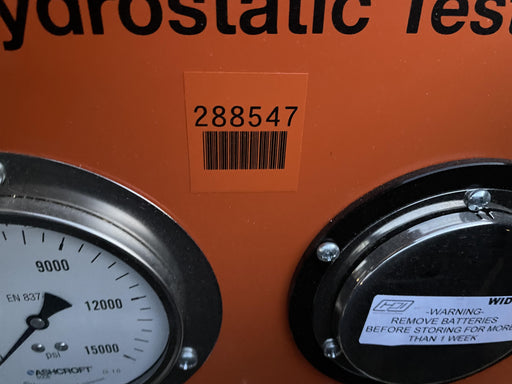 ydrostatic Test
288547
9000
EN 837
12000
PSI
15000
ASHCROFT
WID
-WARNING-
REMOVE BATTERIES
BEFORE STORING FOR MORE
THAN 1 WEEK